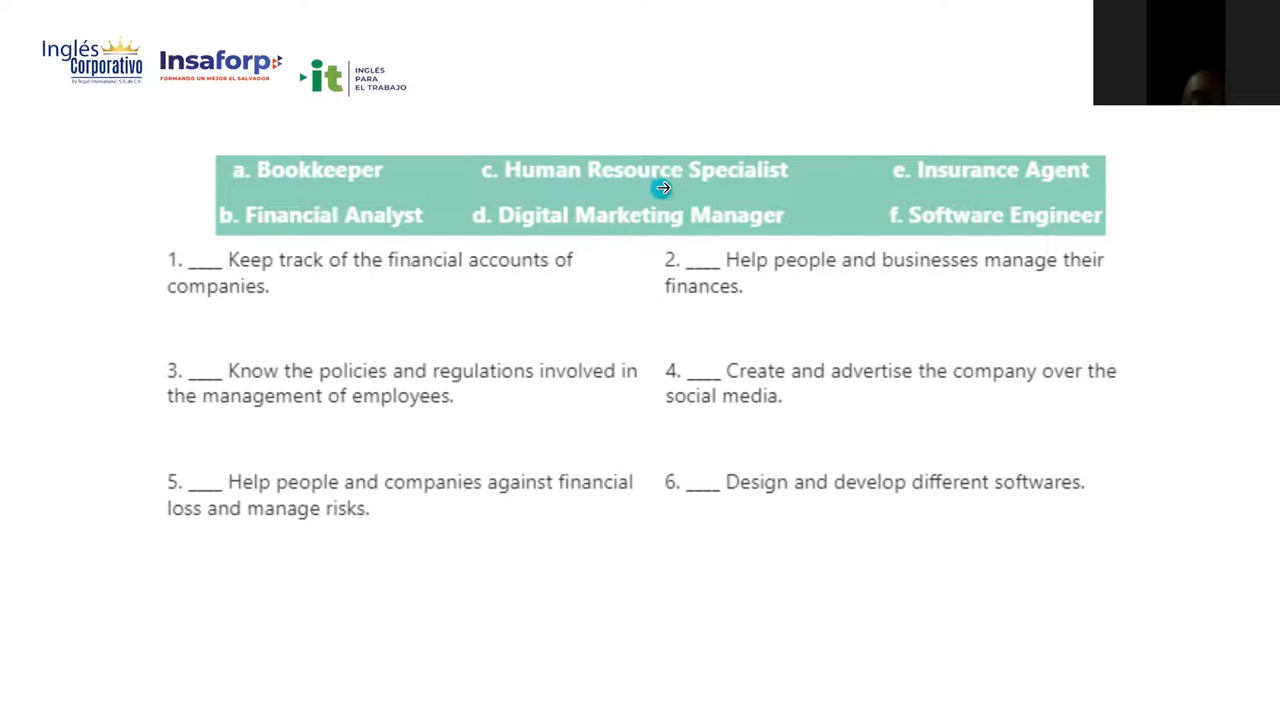 Inglés
Corporativo
Insaforp
FORMANDO UN MEJOR EL SALVADOR
it
INGLÉS
PARA
EL TRABAJO
a. Bookkeeper c. Human Resource Specialist e. Insurance Agent
b. Financial Analyst d. Digital Marketing Manager f. Software Engineer
1. ____ Keep track of the financial accounts of
companies.
2. ____ Help people and businesses manage their
finances.
3. ____ Know the policies and regulations involved in
the management of employees.
4. ____ Create and advertise the company over the
social media.
5. ____ Help people and companies against financial
loss and manage risks.
6. ____ Design and develop different softwares.